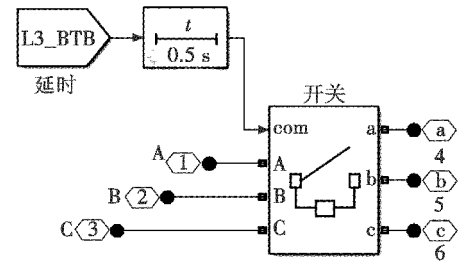 L3_BTB
t
0.5 s
延时
开关
com
A 1 A
B 2 B
C 3 C
a a
4
b b
5
c c
6